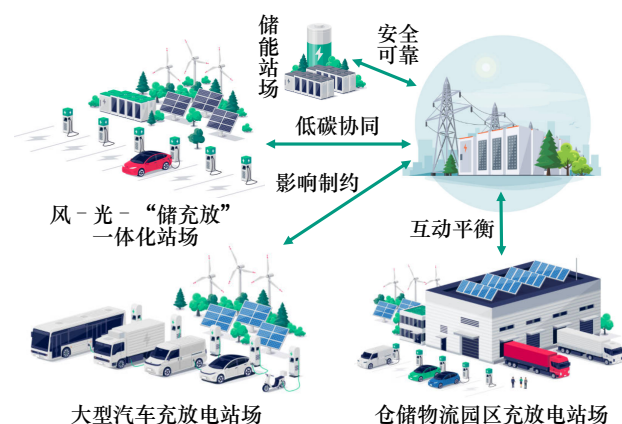 储能
站场
安全
可靠
低碳协同
影响制约
风–光–“储充放”
一体化站场
互动平衡
大型汽车充放电站场
仓储物流园区充放电站场